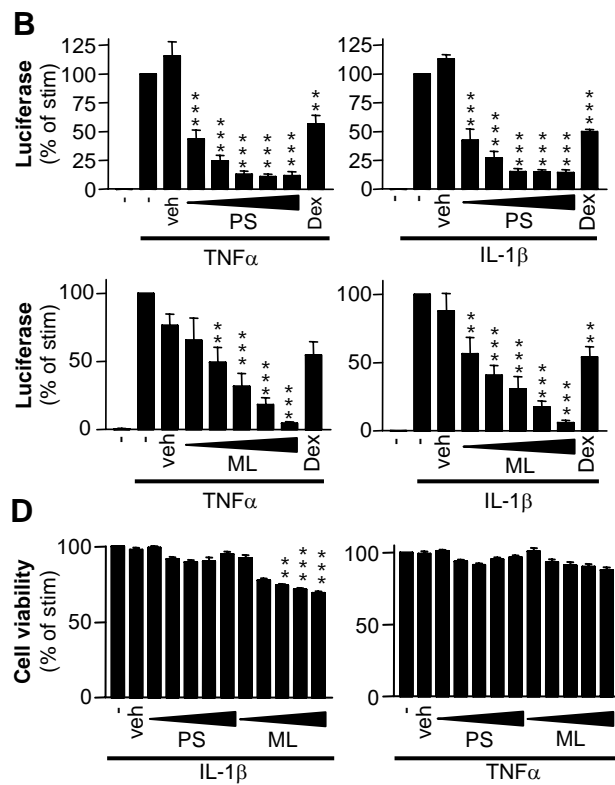 B
Luciferase
(% of stim)
125
100
75
50
25
0
*** *** *** *** *** **
- - veh PS Dex
TNFα
125
100
75
50
25
0
*** *** *** *** *** ***
- - veh PS Dex
IL-1β
Luciferase
(% of stim)
100
50
0
** *** *** ***
- - veh ML Dex
TNFα
100
50
0
** *** *** *** *** **
- - veh ML Dex
IL-1β
D
Cell viability
(% of stim)
100
50
0
** *** ***
- veh PS ML
IL-1β
100
50
0
- veh PS ML
TNFα